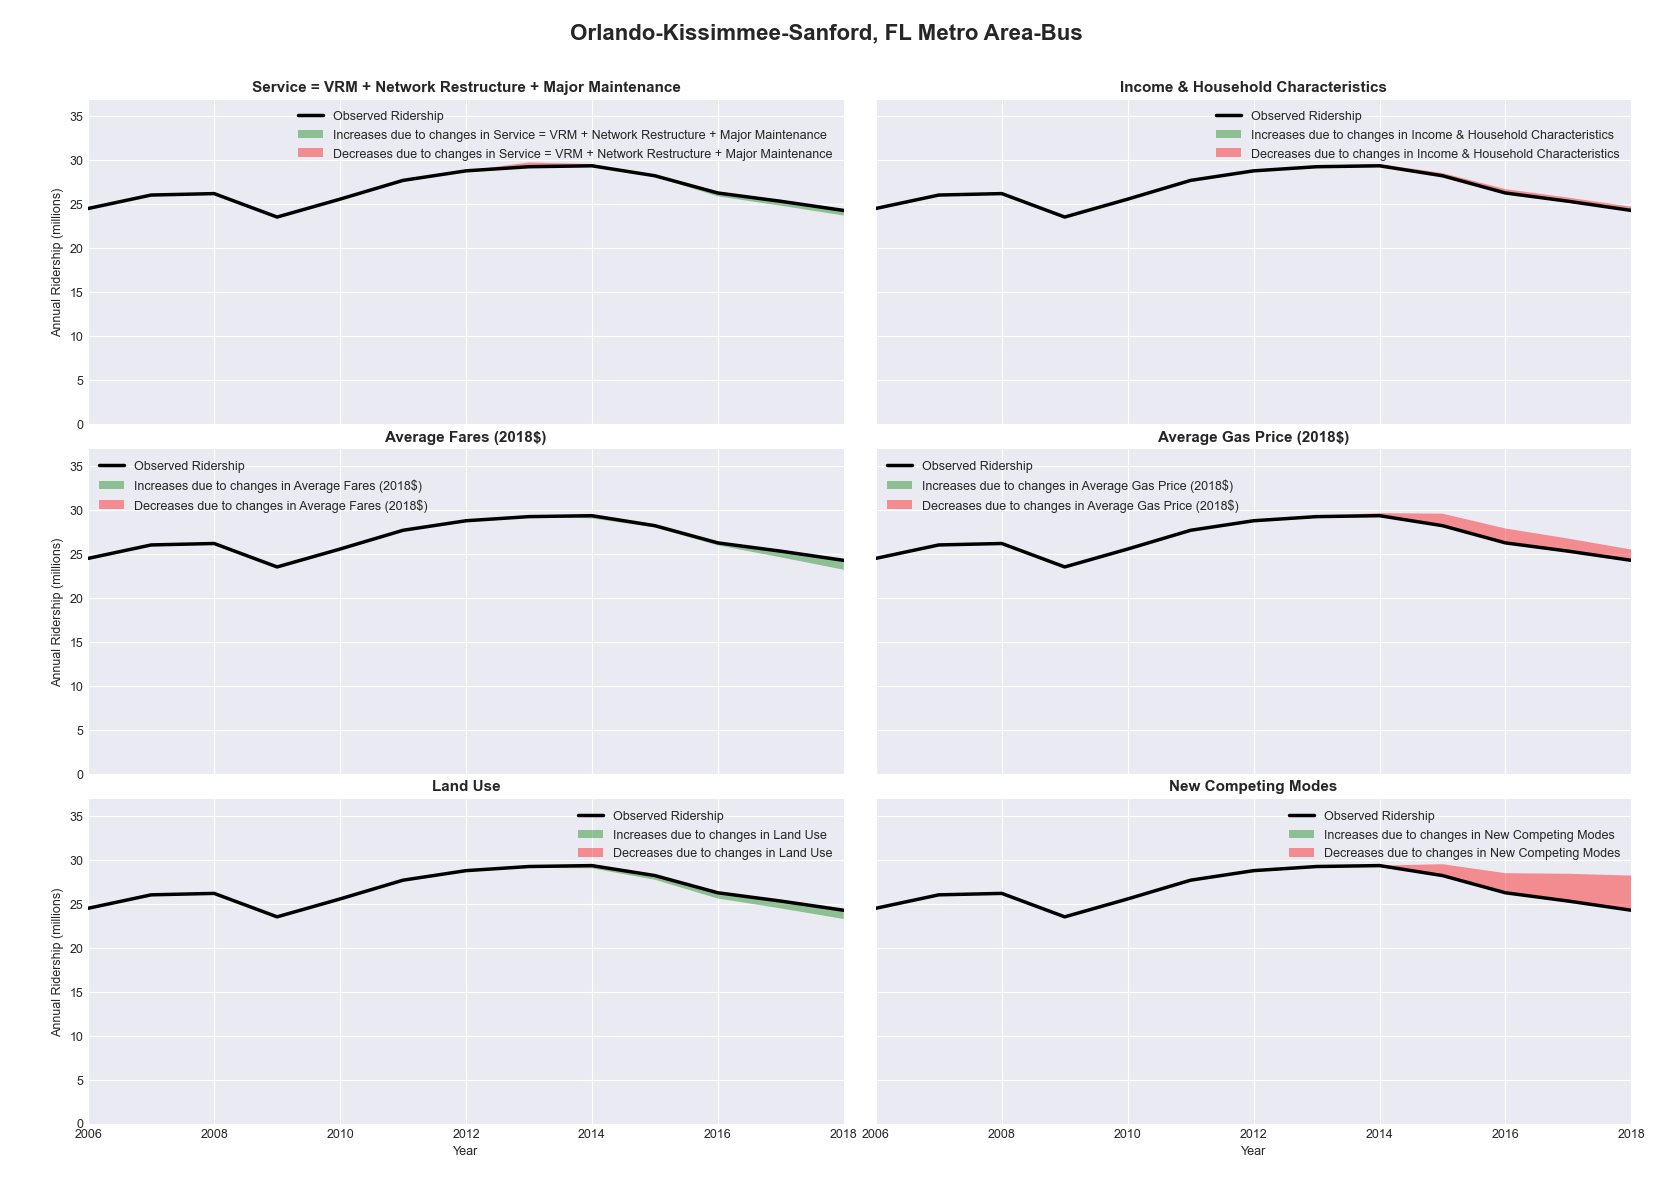 Orlando-Kissimmee-Sanford, FL Metro Area-Bus
Service = VRM + Network Restructure + Major Maintenance
Observed Ridership
Increases due to changes in Service = VRM + Network Restructure + Major Maintenance
Decreases due to changes in Service = VRM + Network Restructure + Major Maintenance
35
30
25
20
15
10
5
0
Annual Ridership (millions)
Income & Household Characteristics
Observed Ridership
Increases due to changes in Income & Household Characteristics
Decreases due to changes in Income & Household Characteristics
Average Fares (2018$)
Observed Ridership
Increases due to changes in Average Fares (2018$)
Decreases due to changes in Average Fares (2018$)
35
30
25
20
15
10
5
0
Annual Ridership (millions)
Average Gas Price (2018$)
Observed Ridership
Increases due to changes in Average Gas Price (2018$)
Decreases due to changes in Average Gas Price (2018$)
Land Use
Observed Ridership
Increases due to changes in Land Use
Decreases due to changes in Land Use
35
30
25
20
15
10
5
0
Annual Ridership (millions)
2006 2008 2010 2012 2014 2016 2018
Year
New Competing Modes
Observed Ridership
Increases due to changes in New Competing Modes
Decreases due to changes in New Competing Modes
2006 2008 2010 2012 2014 2016 2018
Year